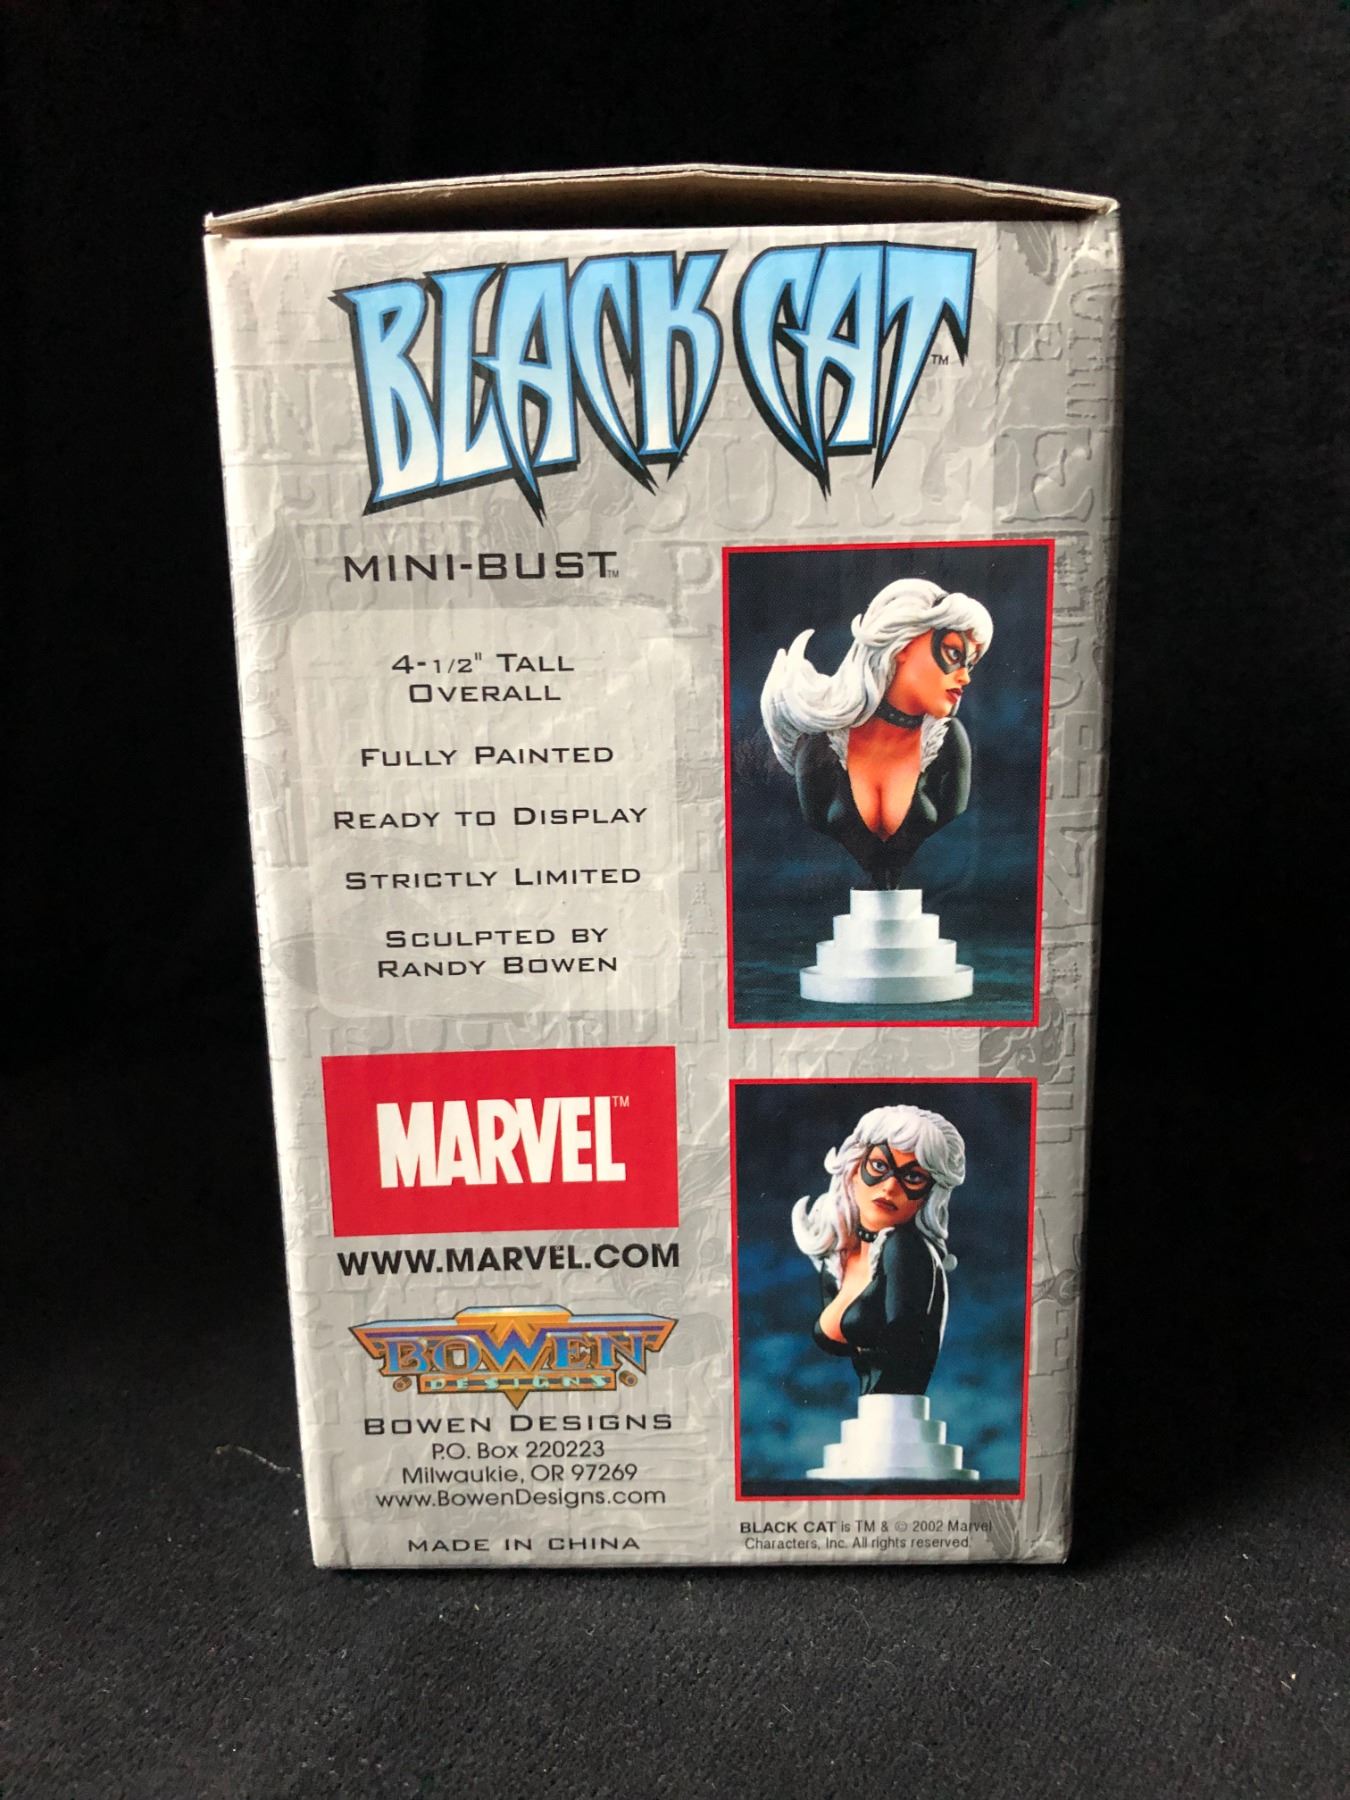 BLACK CAT™
MINI-BUST™
4-1/2" TALL
OVERALL
FULLY PAINTED
READY TO DISPLAY
STRICTLY LIMITED
SCULPTED BY
RANDY BOWEN
MARVEL™
WWW.MARVEL.COM
BOWEN
DESIGNS
BOWEN DESIGNS
P.O. Box 220223
Milwaukie, OR 97269
www.BowenDesigns.com
MADE IN CHINA
BLACK CAT is TM & © 2002 Marvel
Characters, Inc. All rights reserved.